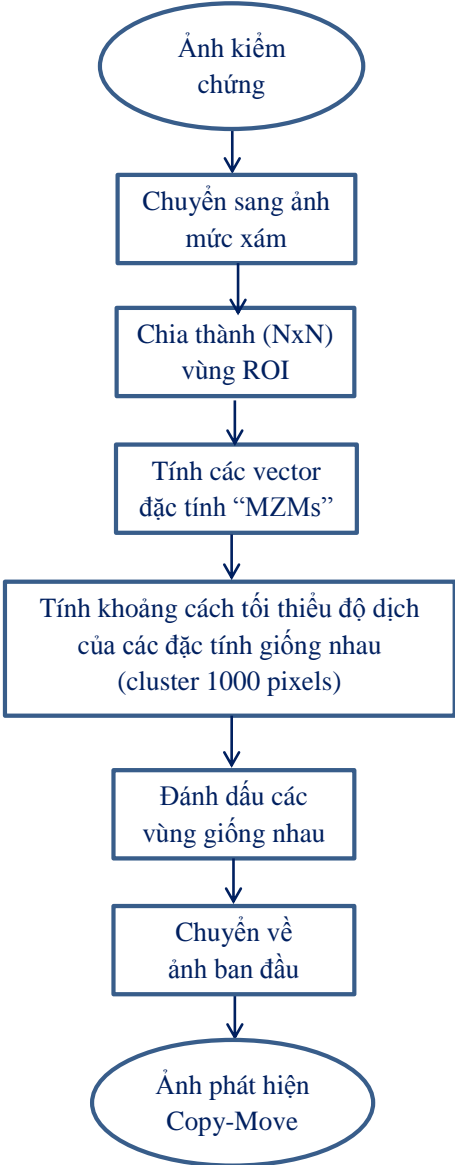 Ảnh kiểm
chứng
Chuyển sang ảnh
mức xám
Chia thành (NxN)
vùng ROI
Tính các vector
đặc tính “MZMs”
Tính khoảng cách tối thiểu độ dịch
của các đặc tính giống nhau
(cluster 1000 pixels)
Đánh dấu các
vùng giống nhau
Chuyển về
ảnh ban đầu
Ảnh phát hiện
Copy-Move